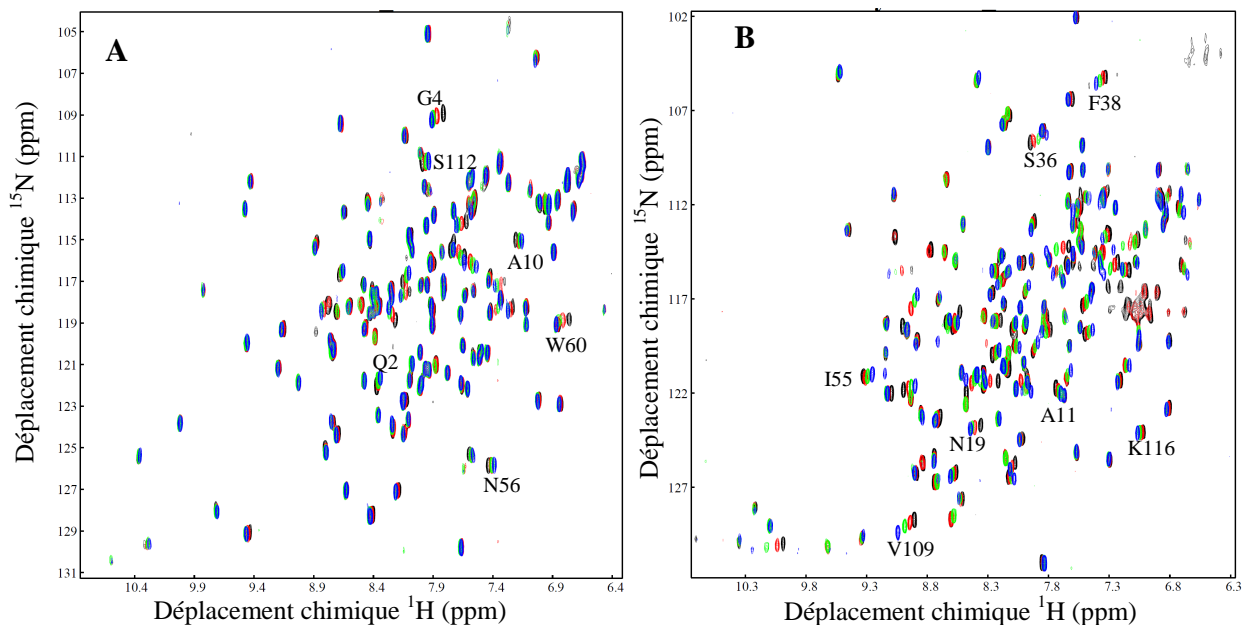 A
105
107
109
111
113
115
117
119
121
123
125
127
129
131
10.4 9.9 9.4 8.9 8.4 7.9 7.4 6.9 6.4
G4
S112
A10
Q2
W60
N56
Déplacement chimique ¹⁵N (ppm)
Déplacement chimique ¹H (ppm)
B
102
107
112
117
122
127
10.3 9.8 9.3 8.8 8.3 7.8 7.3 6.8 6.3
F38
S36
I55
A11
N19
K116
V109
Déplacement chimique ¹⁵N (ppm)
Déplacement chimique ¹H (ppm)